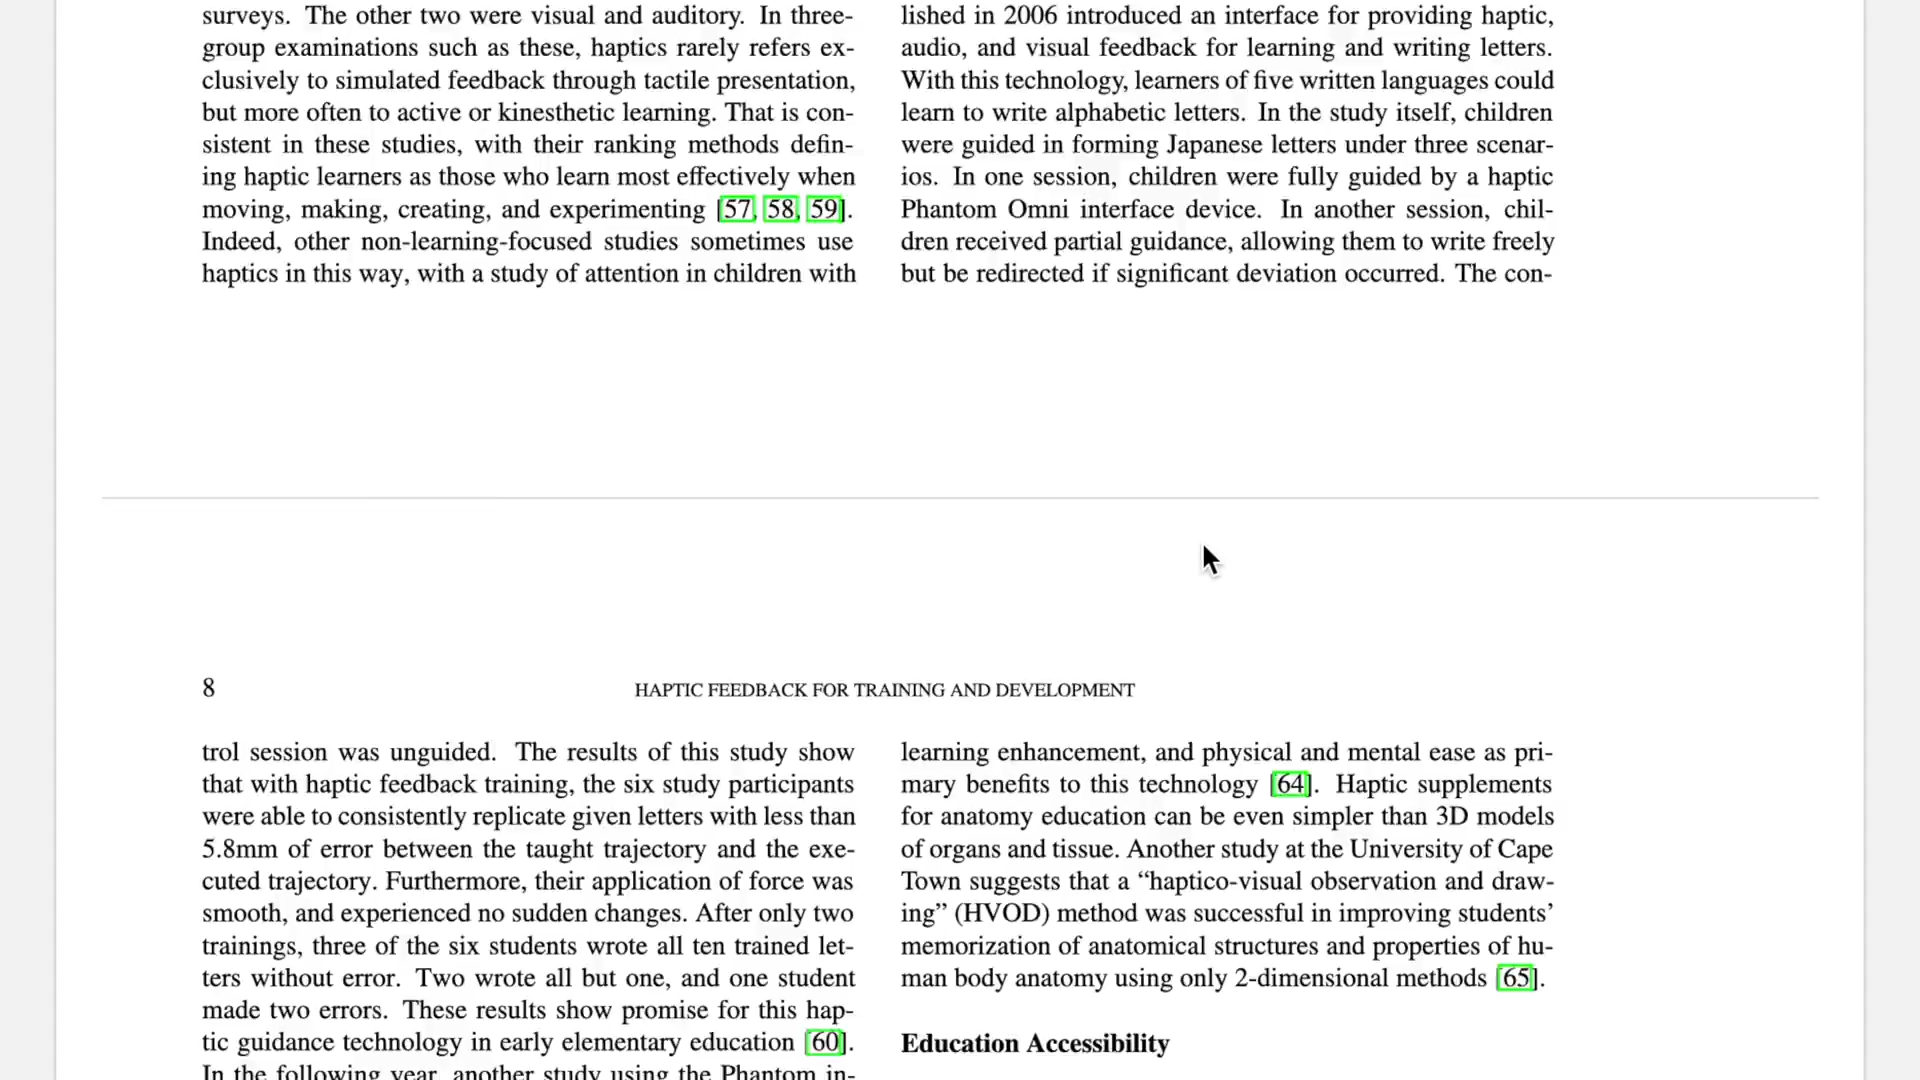 surveys. The other two were visual and auditory. In three-
group examinations such as these, haptics rarely refers ex-
clusively to simulated feedback through tactile presentation,
but more often to active or kinesthetic learning. That is con-
sistent in these studies, with their ranking methods defin-
ing haptic learners as those who learn most effectively when
moving, making, creating, and experimenting [57, 58, 59].
Indeed, other non-learning-focused studies sometimes use
haptics in this way, with a study of attention in children with
lished in 2006 introduced an interface for providing haptic,
audio, and visual feedback for learning and writing letters.
With this technology, learners of five written languages could
learn to write alphabetic letters. In the study itself, children
were guided in forming Japanese letters under three scenar-
ios. In one session, children were fully guided by a haptic
Phantom Omni interface device. In another session, chil-
dren received partial guidance, allowing them to write freely
but be redirected if significant deviation occurred. The con-
8
HAPTIC FEEDBACK FOR TRAINING AND DEVELOPMENT
trol session was unguided. The results of this study show
that with haptic feedback training, the six study participants
were able to consistently replicate given letters with less than
5.8mm of error between the taught trajectory and the exe-
cuted trajectory. Furthermore, their application of force was
smooth, and experienced no sudden changes. After only two
trainings, three of the six students wrote all ten trained let-
ters without error. Two wrote all but one, and one student
made two errors. These results show promise for this hap-
tic guidance technology in early elementary education [60].
In the following year, another study using the Phantom in-
learning enhancement, and physical and mental ease as pri-
mary benefits to this technology [64]. Haptic supplements
for anatomy education can be even simpler than 3D models
of organs and tissue. Another study at the University of Cape
Town suggests that a “haptico-visual observation and draw-
ing” (HVOD) method was successful in improving students’
memorization of anatomical structures and properties of hu-
man body anatomy using only 2-dimensional methods [65].
Education Accessibility